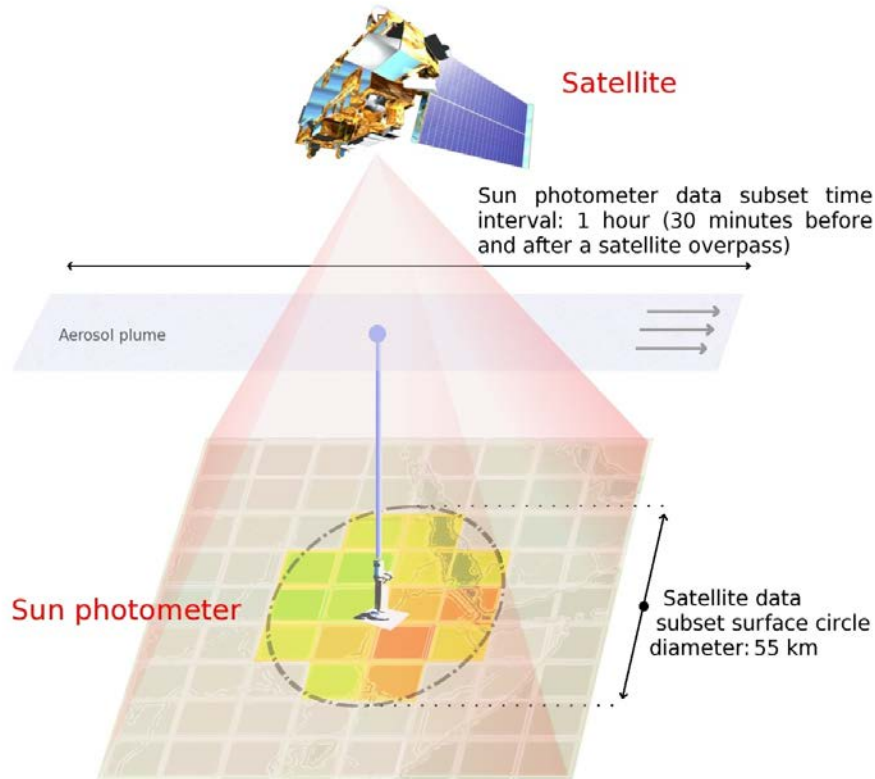 Satellite
Sun photometer data subset time
interval: 1 hour (30 minutes before
and after a satellite overpass)
Aerosol plume
Sun photometer
Satellite data
subset surface circle
diameter: 55 km